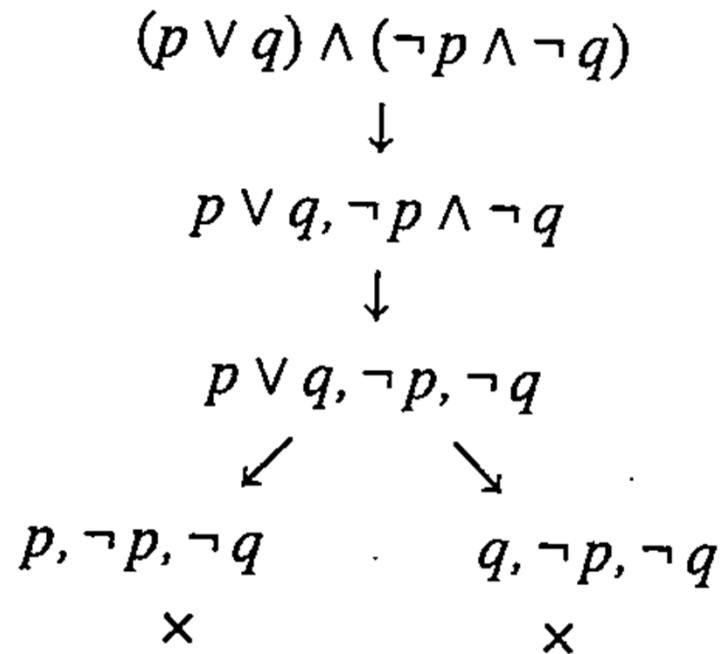 (p ∨ q) ∧ (¬ p ∧ ¬ q)
↓
p ∨ q, ¬ p ∧ ¬ q
↓
p ∨ q, ¬ p, ¬ q
↙ ↘
p, ¬ p, ¬ q q, ¬ p, ¬ q
× ×